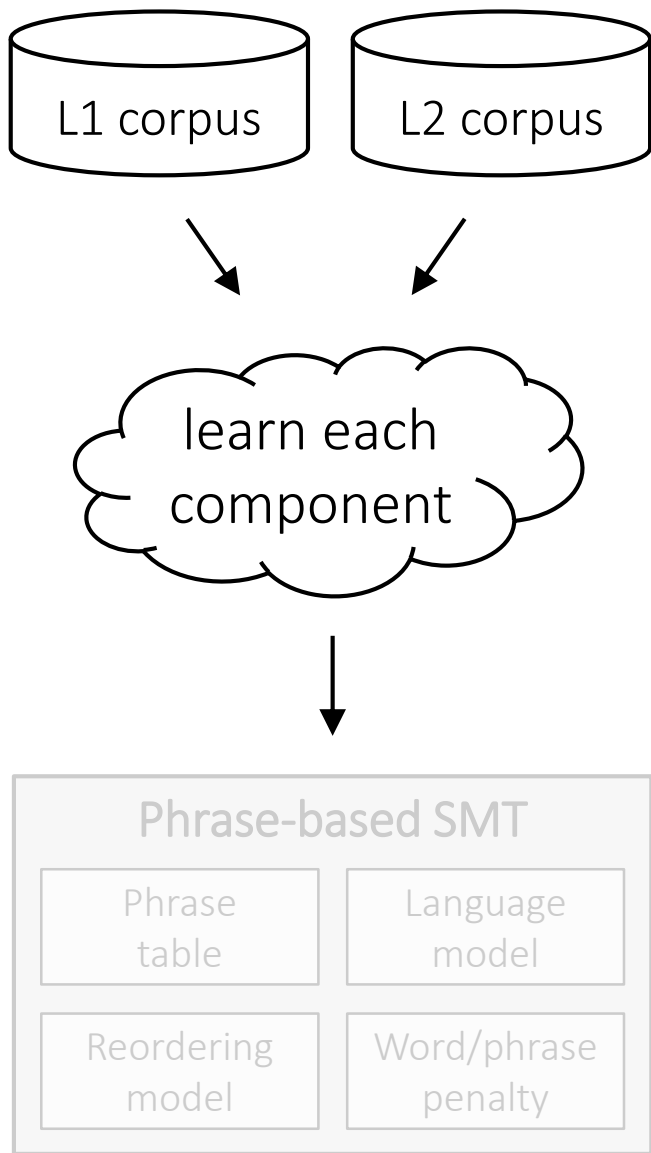 L1 corpus
L2 corpus
learn each
component
Phrase-based SMT
Phrase
table
Language
model
Reordering
model
Word/phrase
penalty